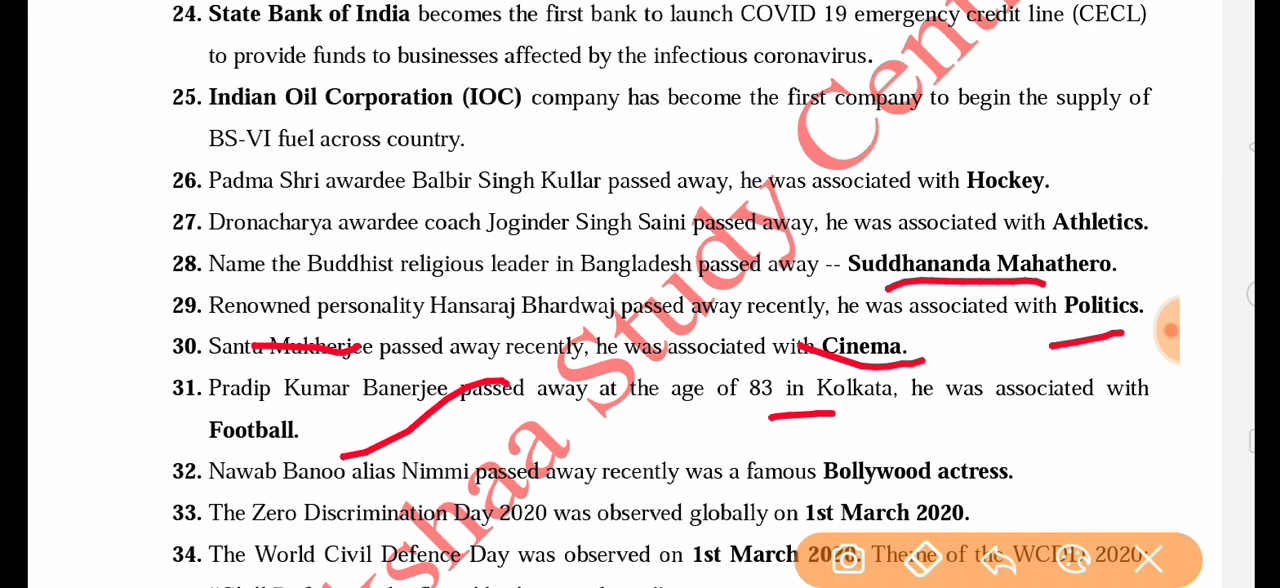 24. State Bank of India becomes the first bank to launch COVID 19 emergency credit line (CECL)
to provide funds to businesses affected by the infectious coronavirus.
25. Indian Oil Corporation (IOC) company has become the first company to begin the supply of
BS-VI fuel across country.
26. Padma Shri awardee Balbir Singh Kullar passed away, he was associated with Hockey.
27. Dronacharya awardee coach Joginder Singh Saini passed away, he was associated with Athletics.
28. Name the Buddhist religious leader in Bangladesh passed away -- Suddhananda Mahathero.
29. Renowned personality Hansaraj Bhardwaj passed away recently, he was associated with Politics.
30. Santu Mukherjee passed away recently, he was associated with Cinema.
31. Pradip Kumar Banerjee passed away at the age of 83 in Kolkata, he was associated with
Football.
32. Nawab Banoo alias Nimmi passed away recently was a famous Bollywood actress.
33. The Zero Discrimination Day 2020 was observed globally on 1st March 2020.
34. The World Civil Defence Day was observed on 1st March 2020. Theme of the WCDD 2020:
Study